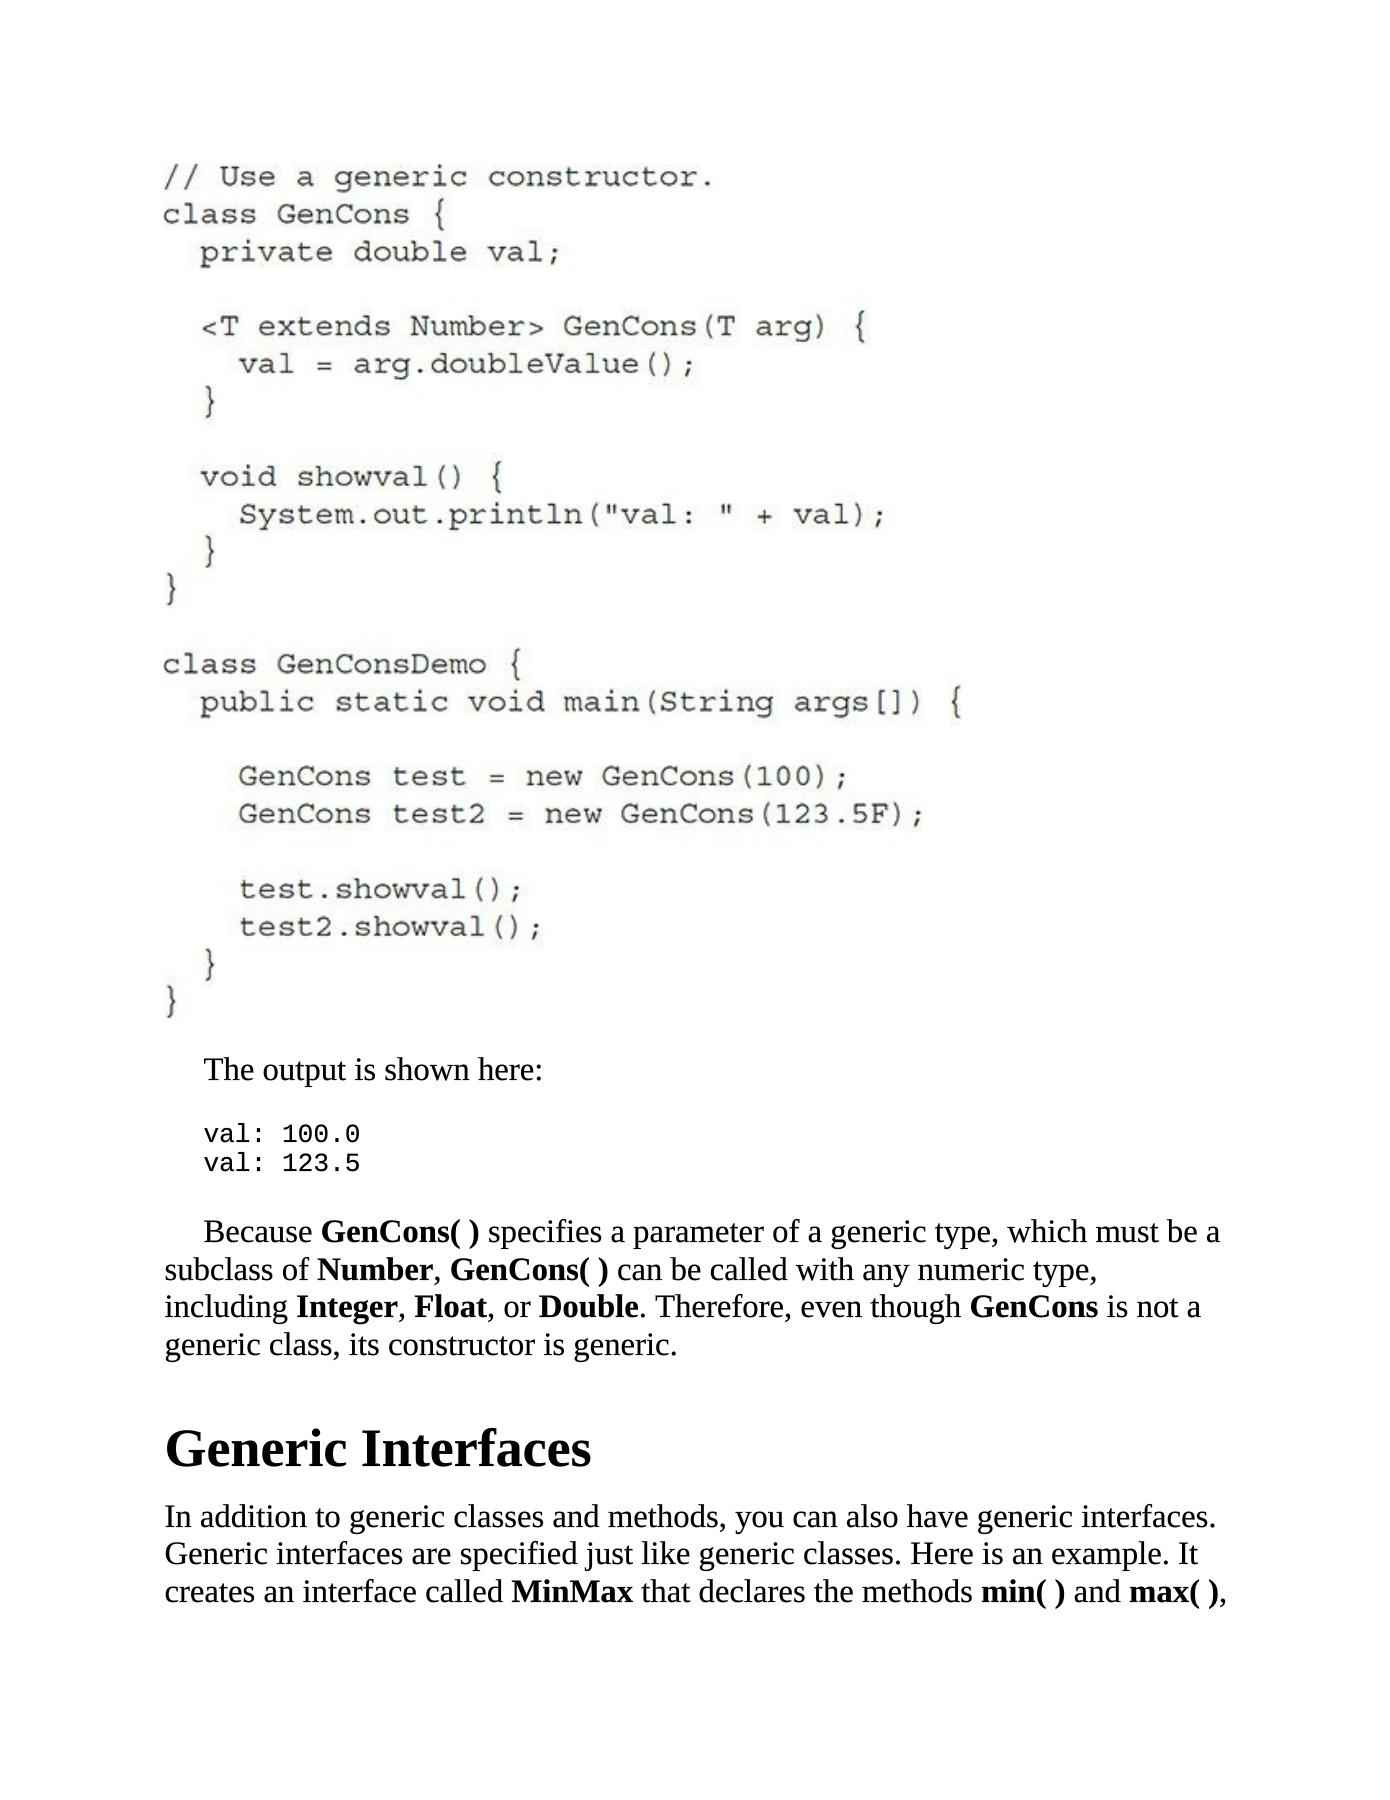 // Use a generic constructor.
class GenCons {
  private double val;

  <T extends Number> GenCons(T arg) {
    val = arg.doubleValue();
  }

  void showval() {
    System.out.println("val: " + val);
  }
}

class GenConsDemo {
  public static void main(String args[]) {

    GenCons test = new GenCons(100);
    GenCons test2 = new GenCons(123.5F);

    test.showval();
    test2.showval();
  }
}
The output is shown here:
val: 100.0
val: 123.5
Because GenCons( ) specifies a parameter of a generic type, which must be a
subclass of Number, GenCons( ) can be called with any numeric type,
including Integer, Float, or Double. Therefore, even though GenCons is not a
generic class, its constructor is generic.
Generic Interfaces
In addition to generic classes and methods, you can also have generic interfaces.
Generic interfaces are specified just like generic classes. Here is an example. It
creates an interface called MinMax that declares the methods min( ) and max( ),